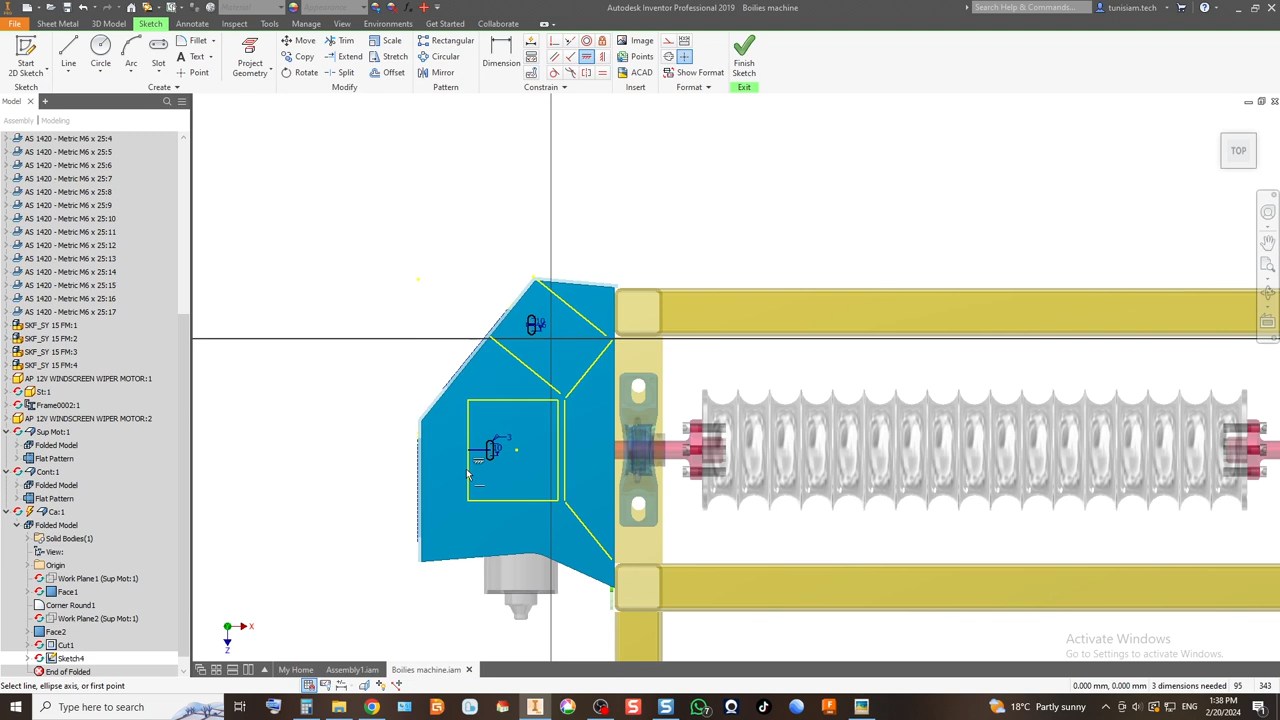 Material
Appearance
Autodesk Inventor Professional 2019   Boilies machine
Search Help & Commands...
tunisiam.tech
File Sheet Metal 3D Model Sketch Annotate Inspect Tools Manage View Environments Get Started Collaborate
Start
2D Sketch
Line
Circle
Arc
Slot
Fillet
Text
Point
Project
Geometry
Move
Copy
Rotate
Trim
Extend
Split
Scale
Stretch
Offset
Rectangular
Circular
Mirror
Dimension
Image
Points
ACAD
Show Format
Finish
Sketch
Sketch Create Modify Pattern Constrain Insert Format Exit
Model
Assembly | Modeling
AS 1420 - Metric M6 x 25:4
AS 1420 - Metric M6 x 25:5
AS 1420 - Metric M6 x 25:6
AS 1420 - Metric M6 x 25:7
AS 1420 - Metric M6 x 25:8
AS 1420 - Metric M6 x 25:9
AS 1420 - Metric M6 x 25:10
AS 1420 - Metric M6 x 25:11
AS 1420 - Metric M6 x 25:12
AS 1420 - Metric M6 x 25:13
AS 1420 - Metric M6 x 25:14
AS 1420 - Metric M6 x 25:15
AS 1420 - Metric M6 x 25:16
AS 1420 - Metric M6 x 25:17
SKF_SY 15 FM:1
SKF_SY 15 FM:2
SKF_SY 15 FM:3
SKF_SY 15 FM:4
AP 12V WINDSCREEN WIPER MOTOR:1
St:1
Frame0002:1
AP 12V WINDSCREEN WIPER MOTOR:2
Sup Mot:1
Folded Model
Flat Pattern
Cont:1
Folded Model
Flat Pattern
Ca:1
Folded Model
Solid Bodies(1)
View:
Origin
Work Plane1 (Sup Mot:1)
Face1
Corner Round1
Work Plane2 (Sup Mot:1)
Face2
Cut1
Sketch4
End of Folded
TOP
3
X
Z
Activate Windows
Go to Settings to activate Windows.
My Home Assembly1.iam Boilies machine.iam
Select line, ellipse axis, or first point
0.000 mm, 0.000 mm 3 dimensions needed 95 343
Type here to search
18°C Partly sunny
1:38 PM
2/20/2024